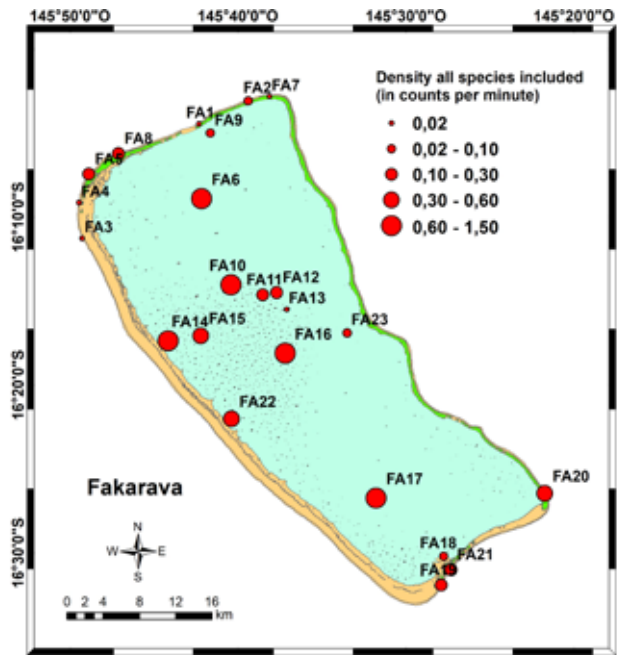 145°50'0"O 145°40'0"O 145°30'0"O 145°20'0"O
Density all species included
(in counts per minute)
0,02
0,02 - 0,10
0,10 - 0,30
0,30 - 0,60
0,60 - 1,50
FA2
FA7
FA1
FA9
FA8
FA5
FA4
FA6
FA3
16°10'0"S
FA10
FA11
FA12
FA13
FA14
FA15
FA16
FA23
16°20'0"S
FA22
Fakarava
FA17
FA20
N
W
E
S
FA18
FA21
FA19
16°30'0"S
0 2 4 8 12 16
km